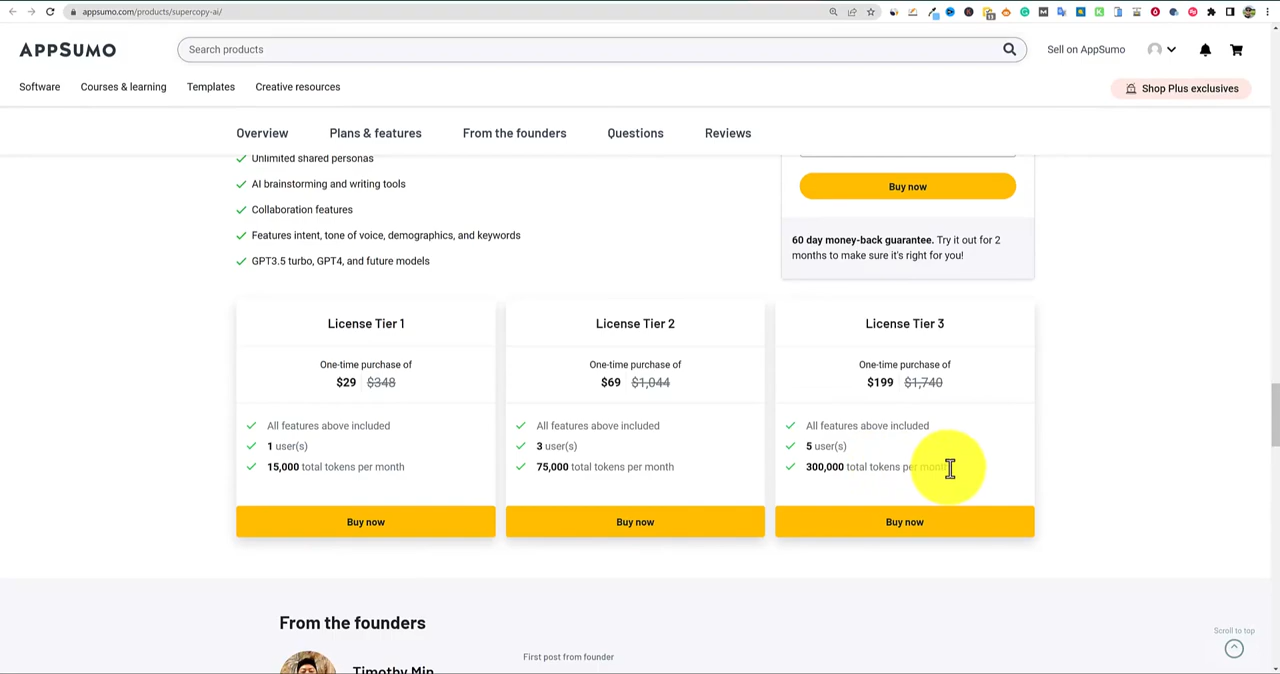 appsumo.com/products/supercopy-ai/
APPSUMO
Search products
Sell on AppSumo
Software
Courses & learning
Templates
Creative resources
Shop Plus exclusives
Overview
Plans & features
From the founders
Questions
Reviews
Unlimited shared personas
AI brainstorming and writing tools
Collaboration features
Features intent, tone of voice, demographics, and keywords
GPT3.5 turbo, GPT4, and future models
Buy now
60 day money-back guarantee. Try it out for 2
months to make sure it's right for you!
License Tier 1
One-time purchase of
$29 $348
All features above included
1 user(s)
15,000 total tokens per month
Buy now
License Tier 2
One-time purchase of
$69 $1,044
All features above included
3 user(s)
75,000 total tokens per month
Buy now
License Tier 3
One-time purchase of
$199 $1,740
All features above included
5 user(s)
300,000 total tokens per month
Buy now
From the founders
Timothy Min
First post from founder
Scroll to top